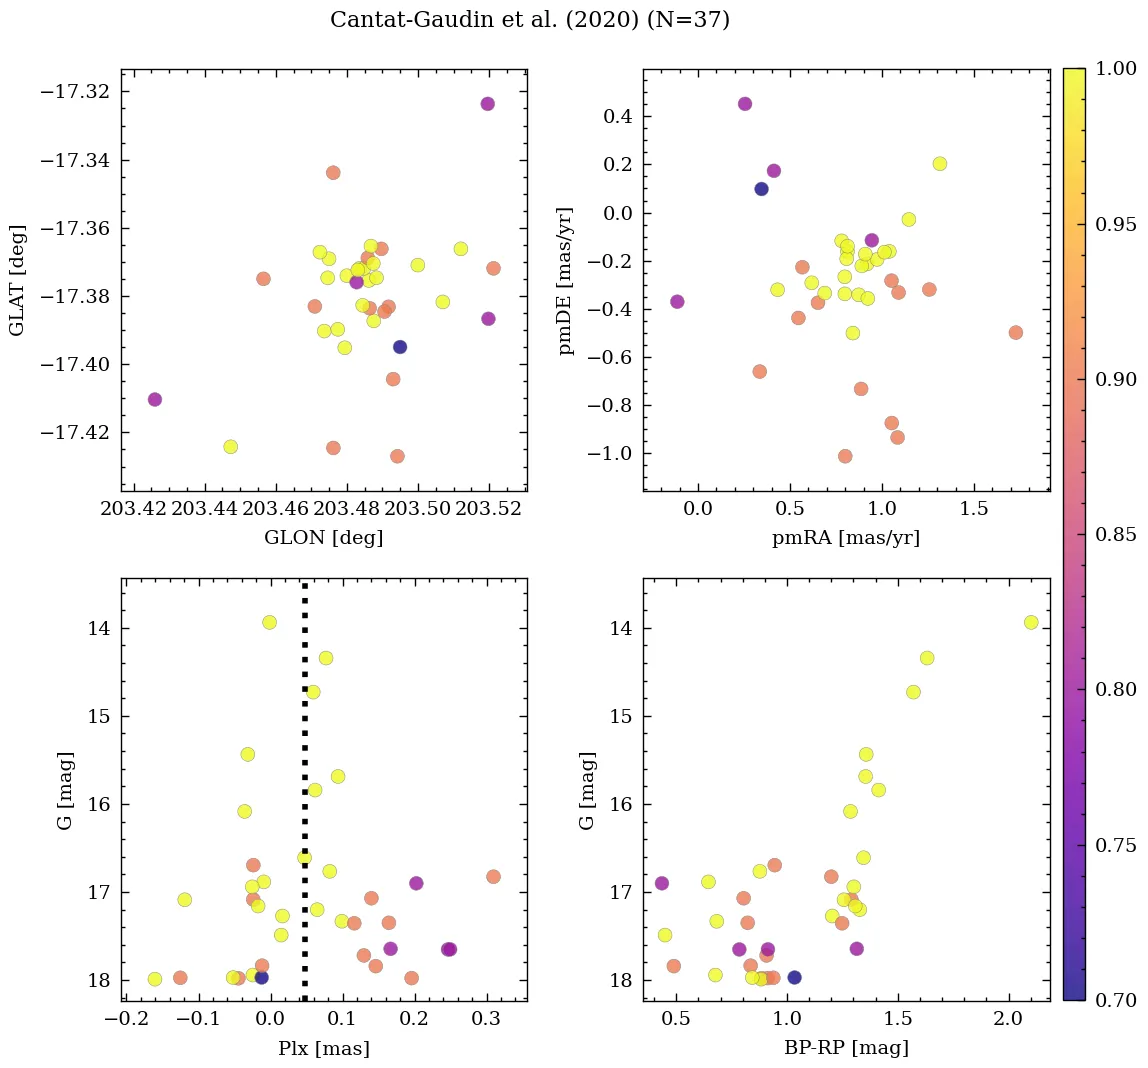 Cantat-Gaudin et al. (2020) (N=37)
−17.32
−17.34
−17.36
−17.38
−17.40
−17.42
GLAT [deg]
203.42 203.44 203.46 203.48 203.50 203.52
GLON [deg]
0.4
0.2
0.0
−0.2
−0.4
−0.6
−0.8
−1.0
pmDE [mas/yr]
0.0 0.5 1.0 1.5
pmRA [mas/yr]
14
15
16
17
18
G [mag]
−0.2 −0.1 0.0 0.1 0.2 0.3
Plx [mas]
14
15
16
17
18
G [mag]
0.5 1.0 1.5 2.0
BP-RP [mag]
1.00
0.95
0.90
0.85
0.80
0.75
0.70